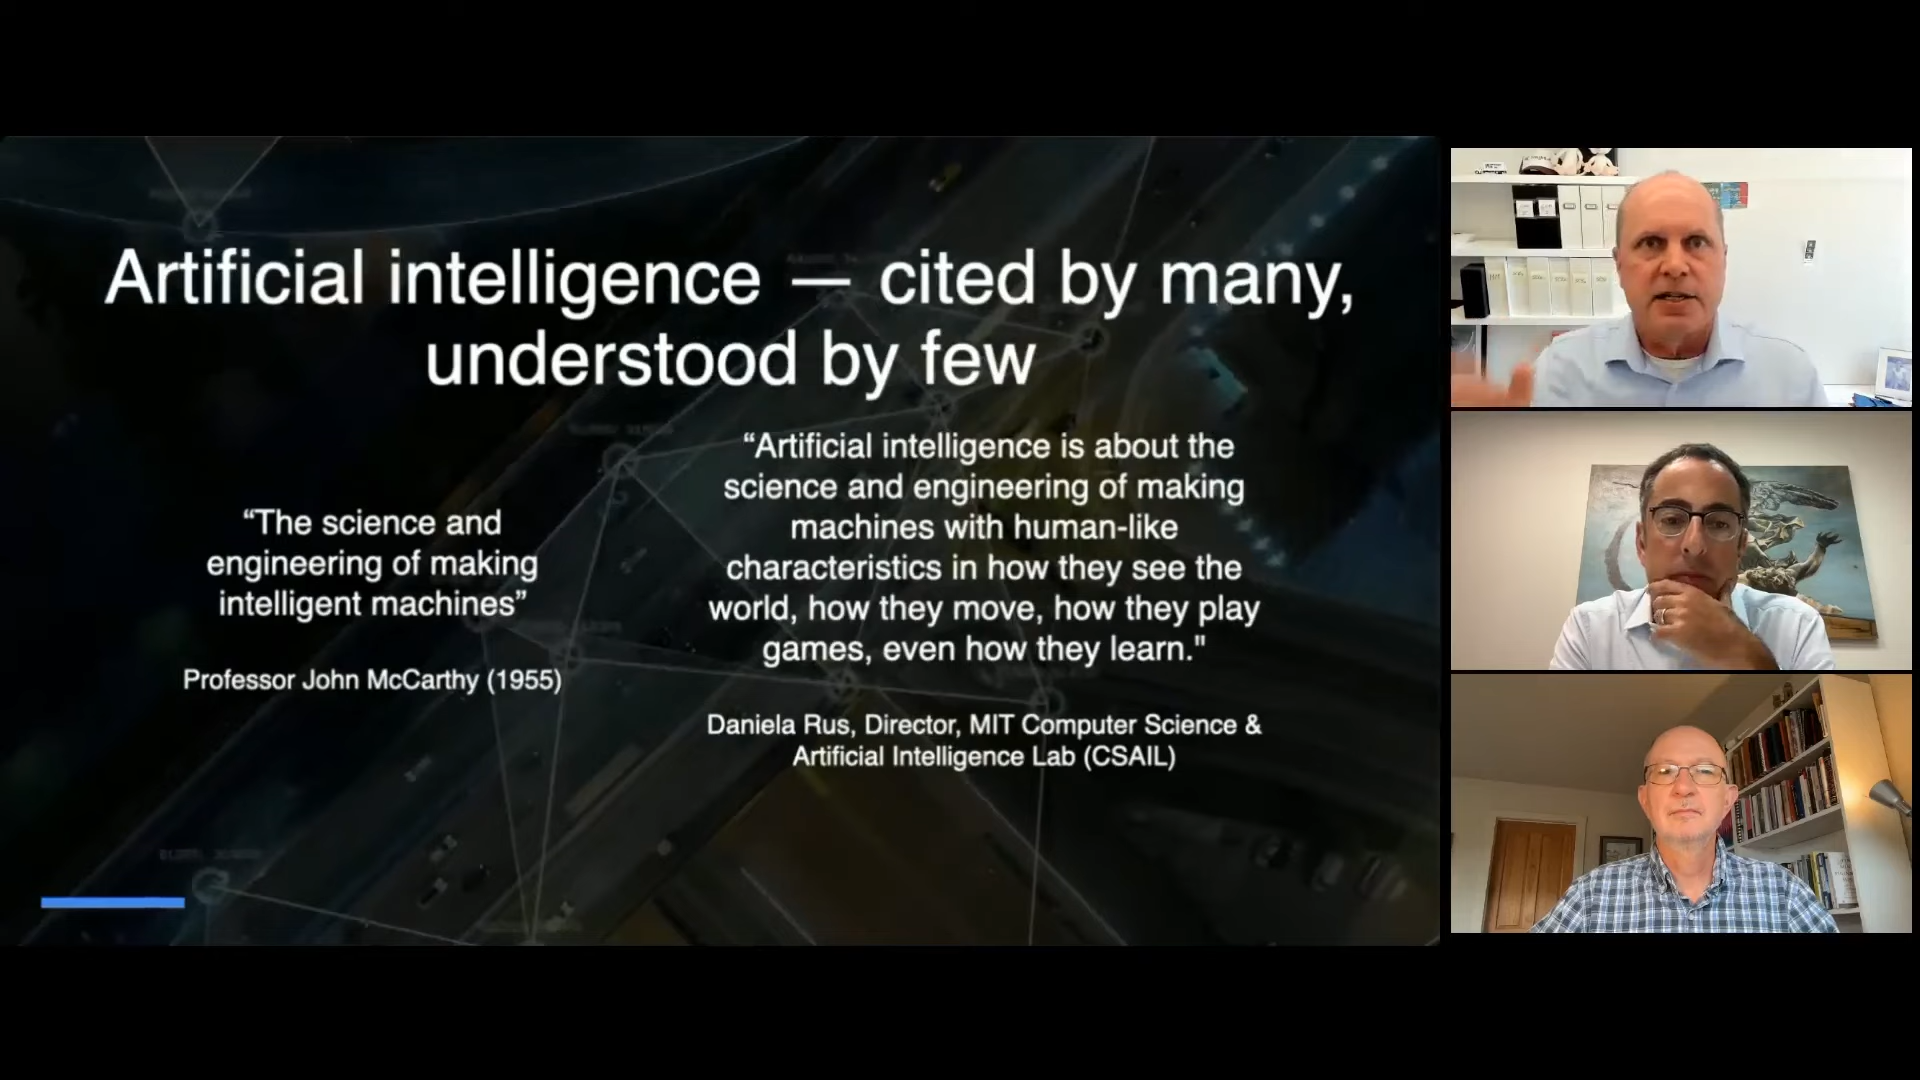 Artificial intelligence — cited by many,
understood by few
“The science and
engineering of making
intelligent machines”
Professor John McCarthy (1955)
“Artificial intelligence is about the
science and engineering of making
machines with human-like
characteristics in how they see the
world, how they move, how they play
games, even how they learn."
Daniela Rus, Director, MIT Computer Science &
Artificial Intelligence Lab (CSAIL)